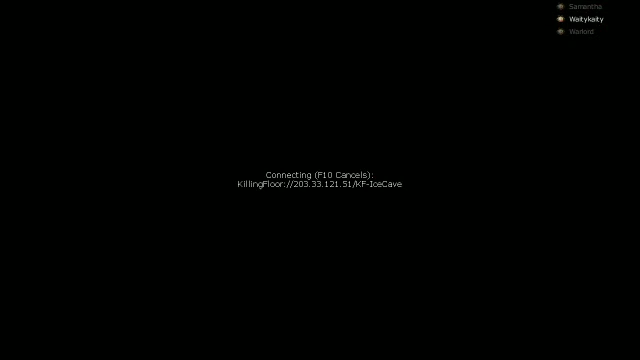 Samantha
Waitykaity
Warlord
Connecting (F10 Cancels):
KillingFloor://203.33.121.51/KF-IceCave